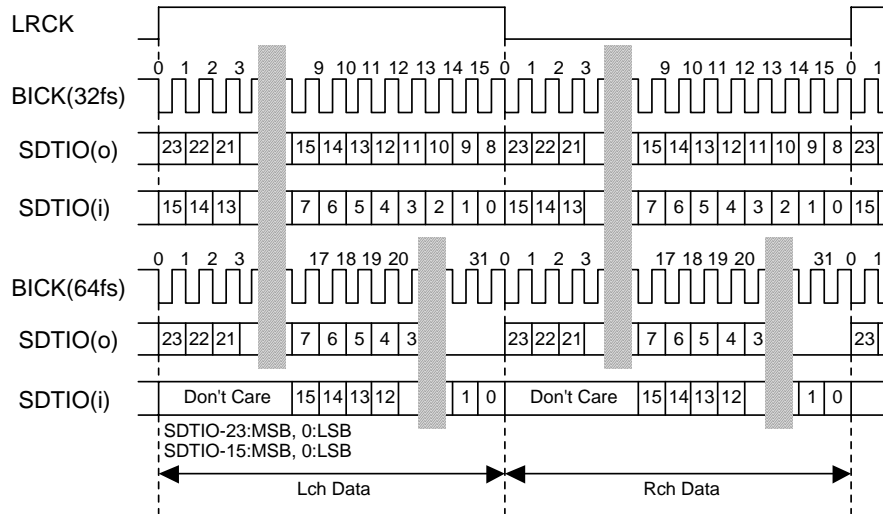 LRCK
0 1 2 3 9 10 11 12 13 14 15 0 1 2 3 9 10 11 12 13 14 15 0 1
BICK(32fs)
SDTIO(o) 23 22 21 15 14 13 12 11 10 9 8 23 22 21 15 14 13 12 11 10 9 8 23
SDTIO(i) 15 14 13 7 6 5 4 3 2 1 0 15 14 13 7 6 5 4 3 2 1 0 15
0 1 2 3 17 18 19 20 31 0 1 2 3 17 18 19 20 31 0 1
BICK(64fs)
SDTIO(o) 23 22 21 7 6 5 4 3 23 22 21 7 6 5 4 3 23
SDTIO(i) Don't Care 15 14 13 12 1 0 Don't Care 15 14 13 12 1 0
SDTIO-23:MSB, 0:LSB
SDTIO-15:MSB, 0:LSB
Lch Data Rch Data